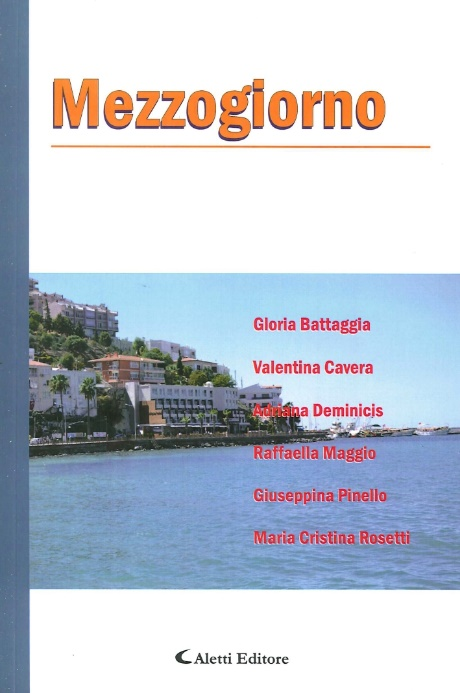 Mezzogiorno
Gloria Battaggia
Valentina Cavera
Adriana Deminicis
Raffaella Maggio
Giuseppina Pinello
Maria Cristina Rosetti
Aletti Editore